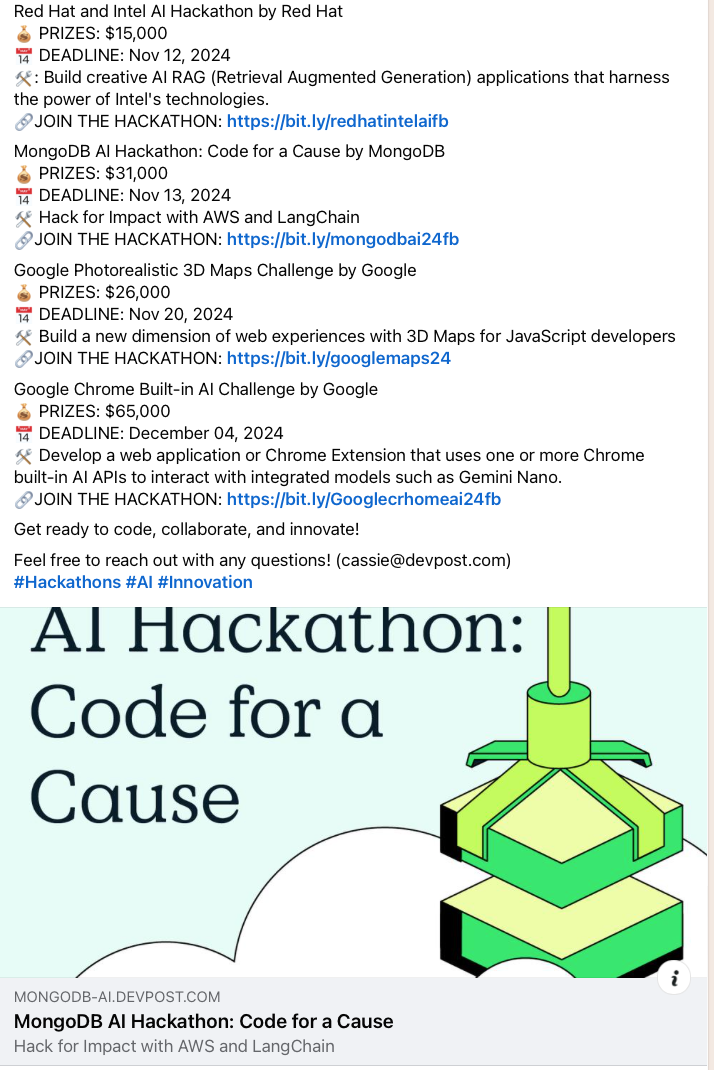 Red Hat and Intel AI Hackathon by Red Hat
💰 PRIZES: $15,000
📅 DEADLINE: Nov 12, 2024
🛠️: Build creative AI RAG (Retrieval Augmented Generation) applications that harness
the power of Intel's technologies.
🔗JOIN THE HACKATHON: https://bit.ly/redhatintelaifb
MongoDB AI Hackathon: Code for a Cause by MongoDB
💰 PRIZES: $31,000
📅 DEADLINE: Nov 13, 2024
🛠️ Hack for Impact with AWS and LangChain
🔗JOIN THE HACKATHON: https://bit.ly/mongodbai24fb
Google Photorealistic 3D Maps Challenge by Google
💰 PRIZES: $26,000
📅 DEADLINE: Nov 20, 2024
🛠️ Build a new dimension of web experiences with 3D Maps for JavaScript developers
🔗JOIN THE HACKATHON: https://bit.ly/googlemaps24
Google Chrome Built-in AI Challenge by Google
💰 PRIZES: $65,000
📅 DEADLINE: December 04, 2024
🛠️ Develop a web application or Chrome Extension that uses one or more Chrome
built-in AI APIs to interact with integrated models such as Gemini Nano.
🔗JOIN THE HACKATHON: https://bit.ly/Googlecrhomeai24fb
Get ready to code, collaborate, and innovate!
Feel free to reach out with any questions! (cassie@devpost.com)
#Hackathons #AI #Innovation
AI Hackathon:
Code for a
Cause
i
MONGODB-AI.DEVPOST.COM
MongoDB AI Hackathon: Code for a Cause
Hack for Impact with AWS and LangChain